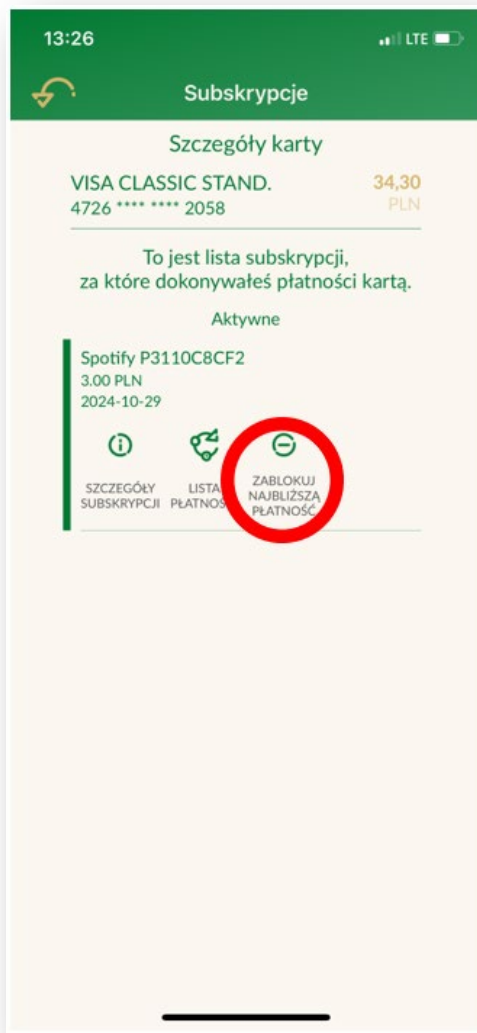 13:26
LTE
Subskrypcje
Szczegóły karty
VISA CLASSIC STAND. 34,30
4726 **** **** 2058 PLN
To jest lista subskrypcji,
za które dokonywałeś płatności kartą.
Aktywne
Spotify P3110C8CF2
3.00 PLN
2024-10-29
SZCZEGÓŁY
SUBSKRYPCJI
LISTA
PŁATNOŚ
ZABLOKUJ
NAJBLIŻSZĄ
PŁATNOŚĆ